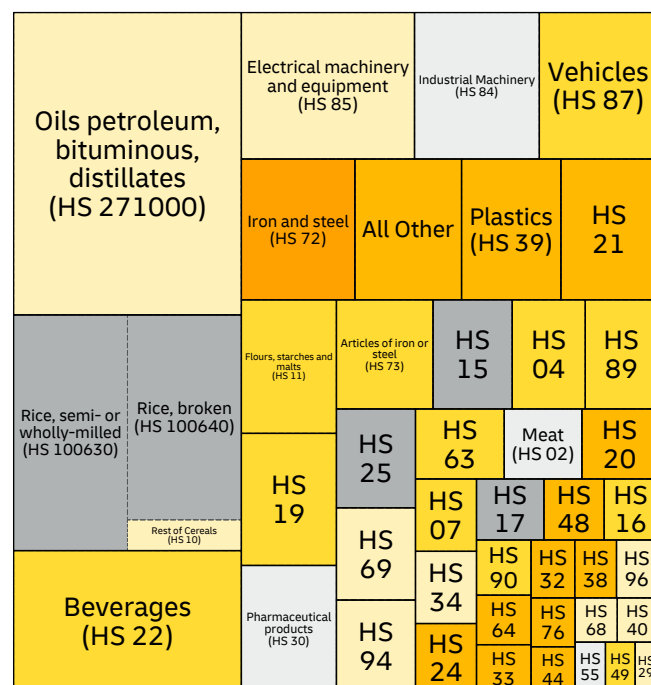 Oils petroleum,
bituminous,
distillates
(HS 271000)
Electrical machinery
and equipment
(HS 85)
Industrial Machinery
(HS 84)
Vehicles
(HS 87)
Iron and steel
(HS 72)
All Other
Plastics
(HS 39)
HS
21
Rice, semi- or
wholly-milled
(HS 100630)
Rice, broken
(HS 100640)
Rest of Cereals
(HS 10)
Beverages
(HS 22)
Flours, starches and
malts
(HS 11)
Articles of iron or
steel
(HS 73)
HS
15
HS
04
HS
89
HS
19
Pharmaceutical
products
(HS 30)
HS
25
HS
69
HS
94
HS
63
Meat
(HS 02)
HS
20
HS
07
HS
34
HS
24
HS
17
HS
48
HS
16
HS
90
HS
32
HS
38
HS
96
HS
64
HS
76
HS
68
HS
40
HS
33
HS
44
HS
55
HS
49
HS
29